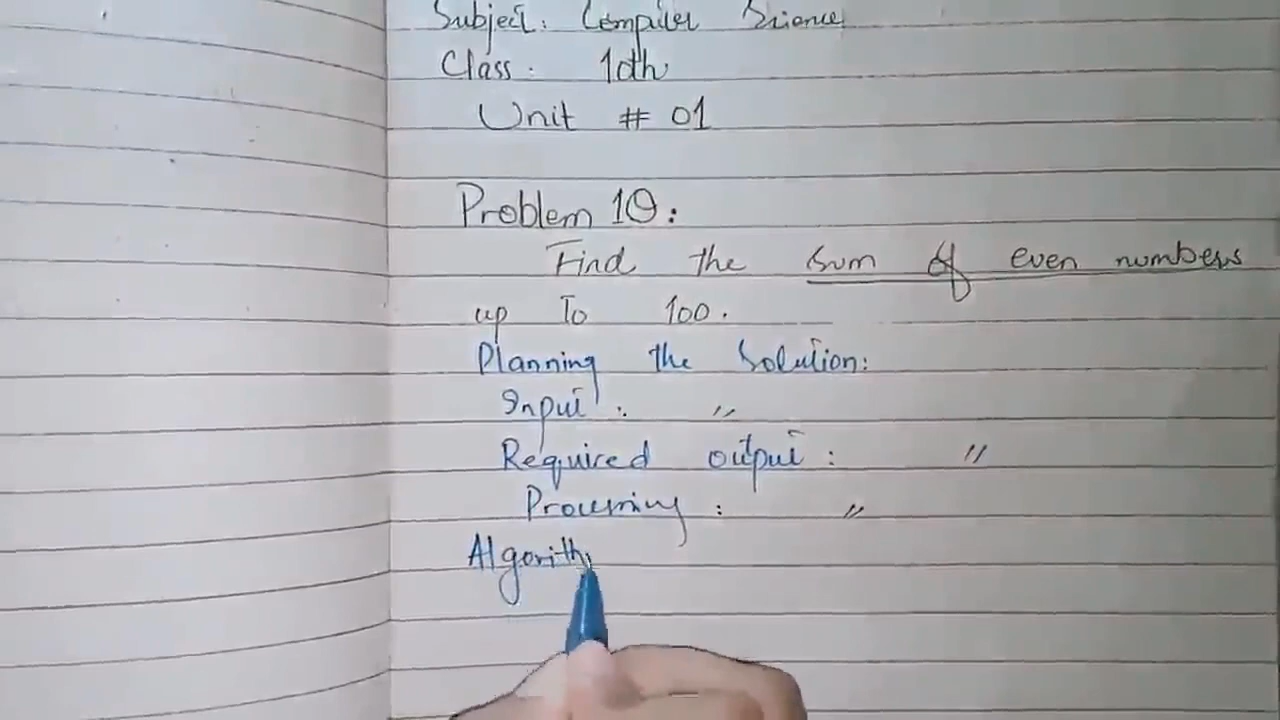 Subject: Computer Science
Class: 10th
Unit # 01
Problem 10:
Find the sum of even numbers
up To 100.
Planning the Solution:
Input: "
Required output: "
Processing: "
Algorith